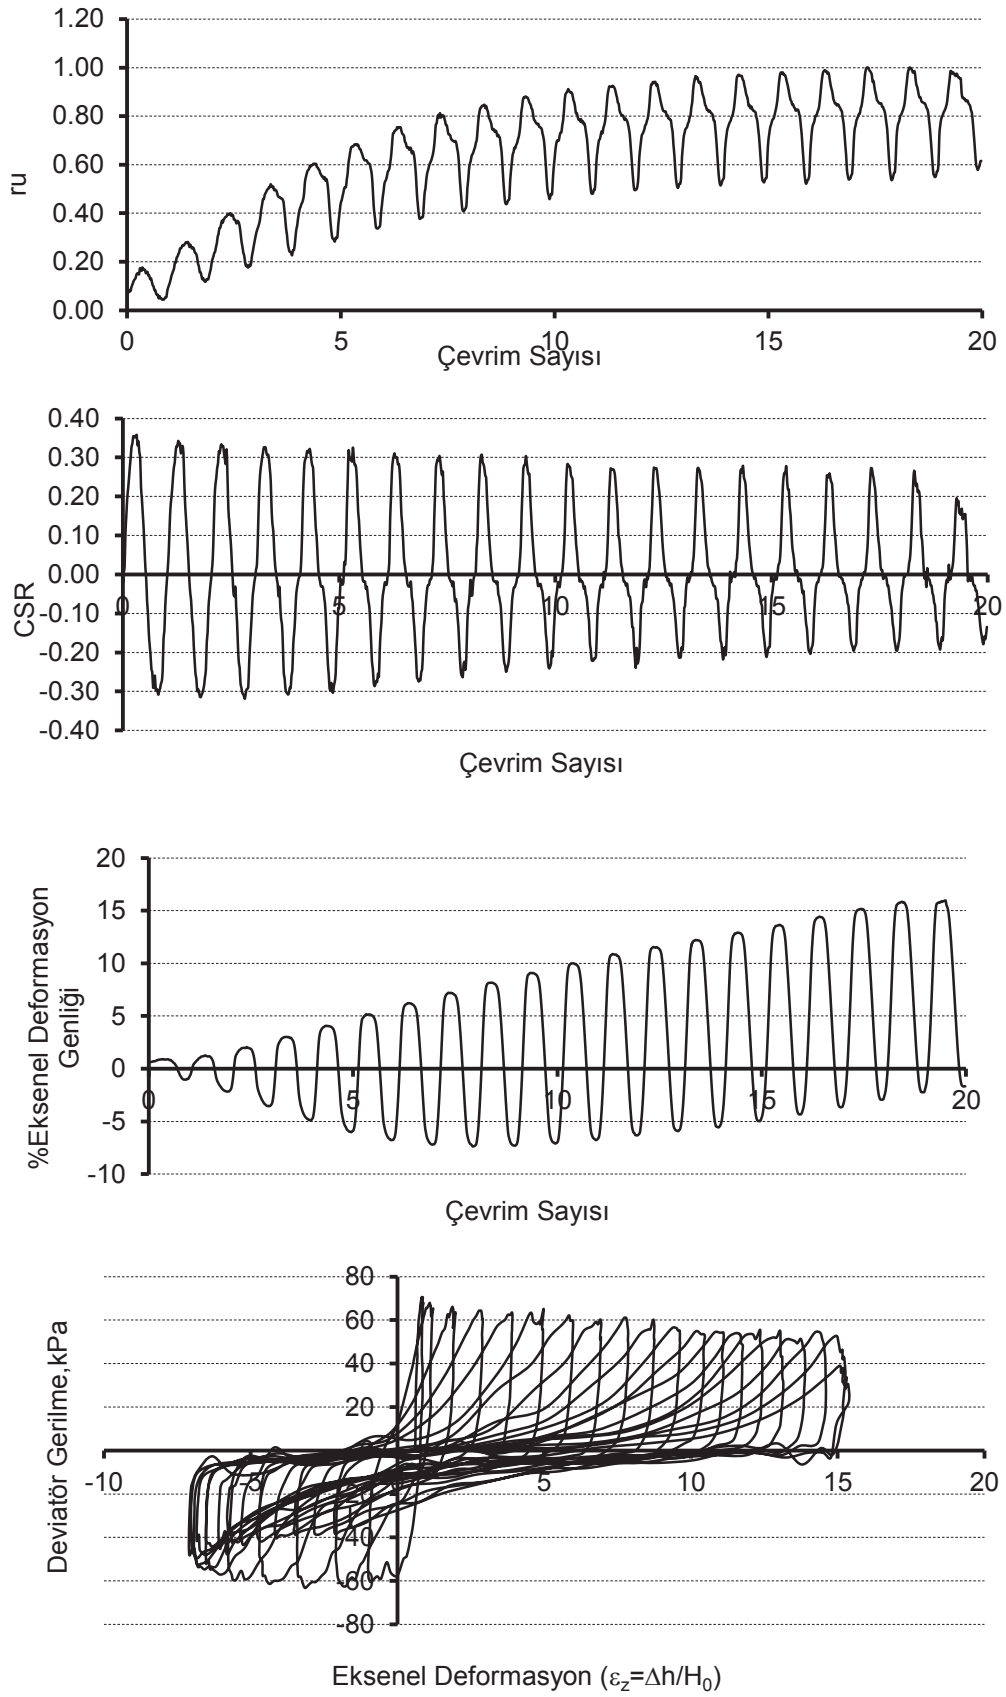 1.20
1.00
0.80
0.60
0.40
0.20
0.00
ru
0 5 10 15 20
Çevrim Sayısı
0.40
0.30
0.20
0.10
0.00
-0.10
-0.20
-0.30
-0.40
CSR
0 5 10 15 20
Çevrim Sayısı
20
15
10
5
0
-5
-10
%Eksenel Deformasyon
Genliği
0 5 10 15 20
Çevrim Sayısı
80
60
40
20
-20
-40
-60
-80
Deviatör Gerilme,kPa
-10 -5 5 10 15 20
Eksenel Deformasyon (εz=Δh/H0)